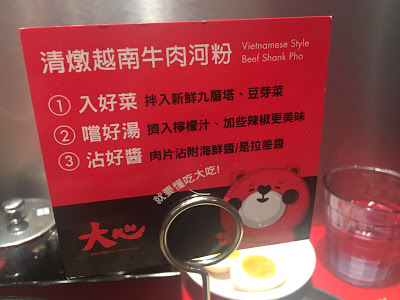 清燉越南牛肉河粉
Vietnamese Style
Beef Shank Pho
① 入好菜 拌入新鮮九層塔、豆芽菜
② 嚐好湯 擠入檸檬汁、加些辣椒更美味
③ 沾好醬 肉片沾附海鮮醬/是拉差醬
就要懂吃大吃!
大心